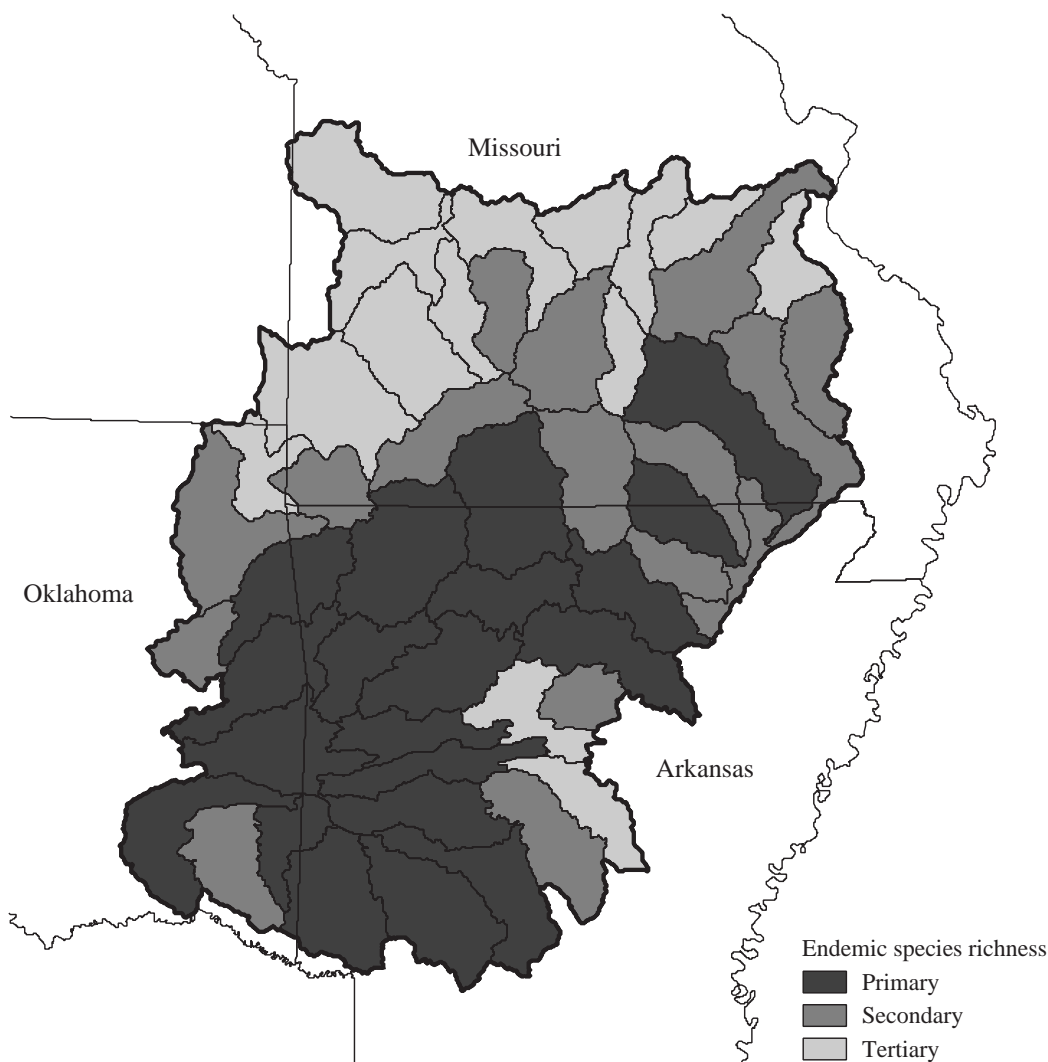 Missouri
Oklahoma
Arkansas
Endemic species richness
Primary
Secondary
Tertiary